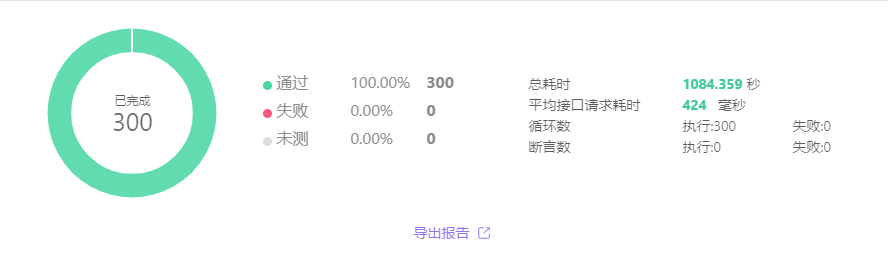 已完成
300
通过 100.00% 300
失败 0.00% 0
未测 0.00% 0
总耗时 1084.359 秒
平均接口请求耗时 424 毫秒
循环数 执行:300 失败:0
断言数 执行:0 失败:0
导出报告